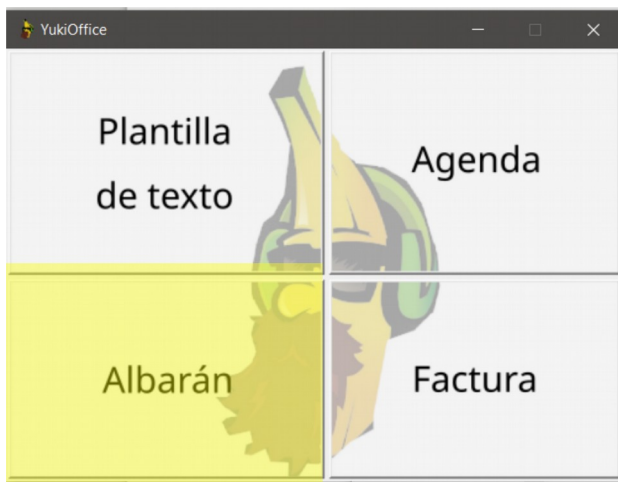 YukiOffice
Plantilla
de texto
Agenda
Albarán
Factura